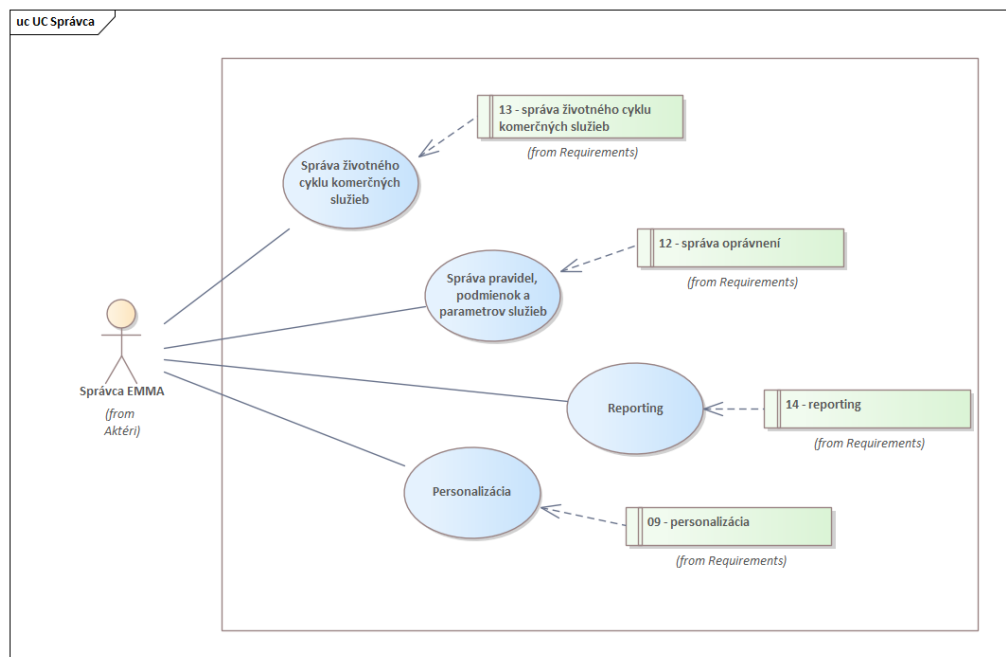 uc UC Správca
13 - správa životného cyklu
komerčných služieb
(from Requirements)
Správa životného
cyklu komerčných
služieb
12 - správa oprávnení
(from Requirements)
Správa pravidel,
podmienok a
parametrov služieb
Správca EMMA
(from
Aktéri)
Reporting
14 - reporting
(from Requirements)
Personalizácia
09 - personalizácia
(from Requirements)